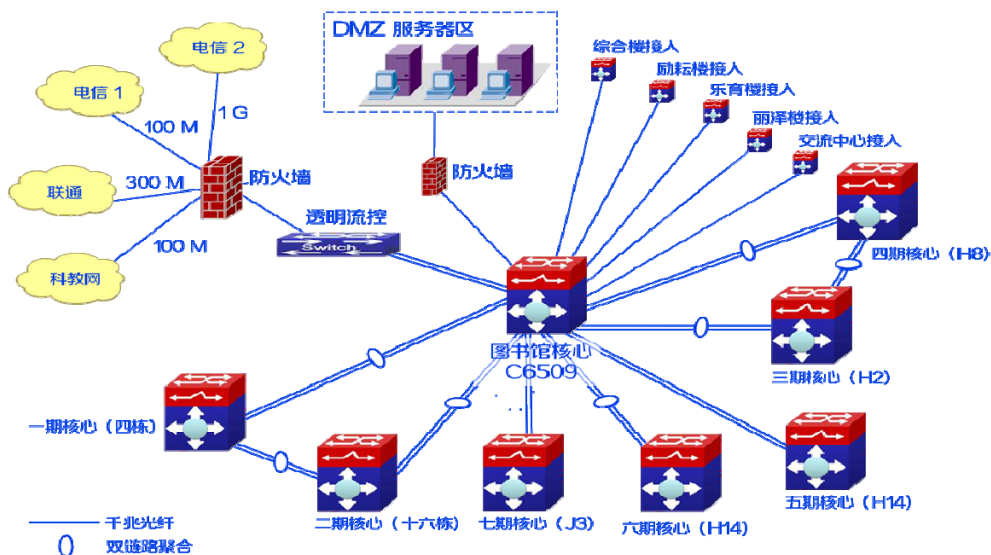 电信 2
DMZ 服务器区
综合楼接入
励耘楼接入
电信 1
乐育楼接入
1 G
丽泽楼接入
100 M
交流中心接入
联通
300 M
防火墙
防火墙
透明流控
Switch
100 M
科教网
四期核心（H8）
图书馆核心
C6509
三期核心（H2）
一期核心（四栋）
五期核心（H14）
二期核心（十六栋）
七期核心（J3）
六期核心（H14）
千兆光纤
双链路聚合